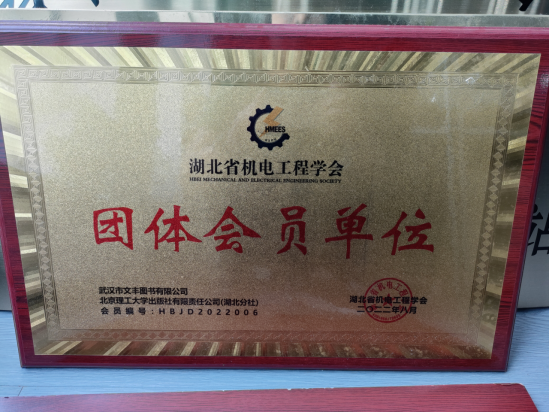 HMEES
湖北省机电工程学会
HBEI MECHANICAL AND ELECTRICAL ENGINEERING SOCIETY
团体会员单位
武汉市文丰图书有限公司
北京理工大学出版社有限责任公司(湖北分社)
会员编号:HBJD2022006
湖北省机电工程学会
二〇二二年八月
站